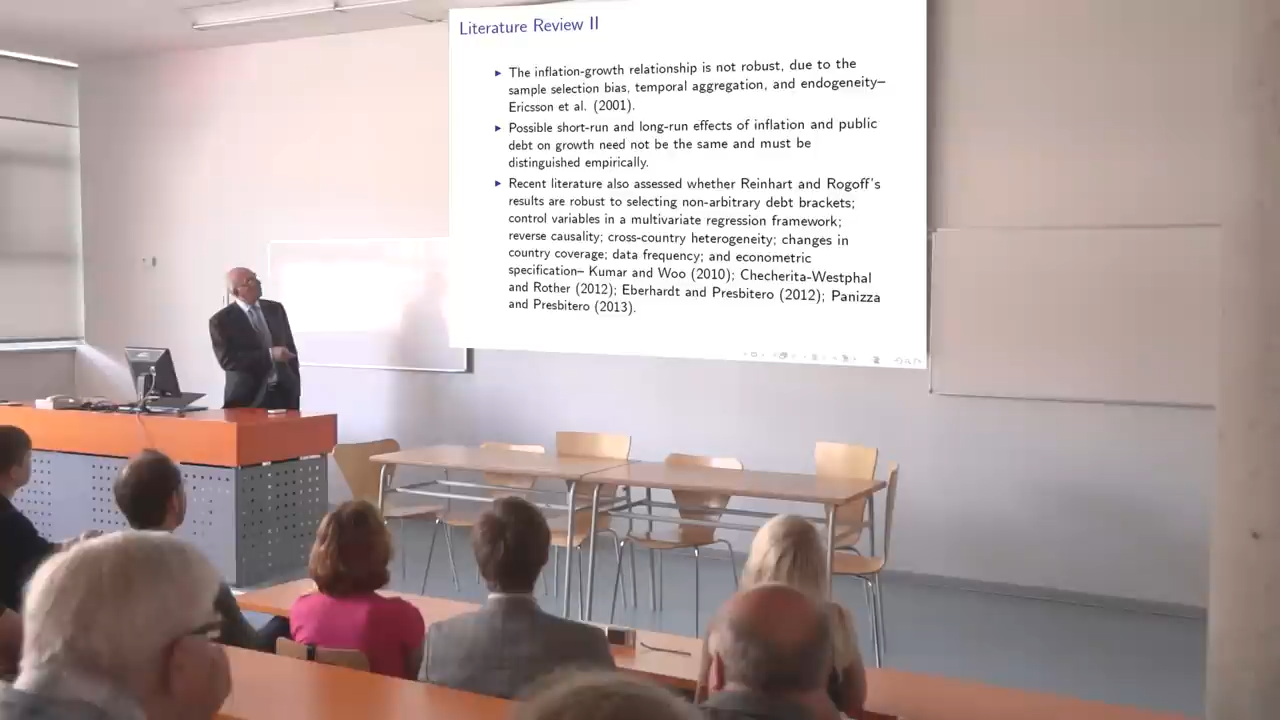 Literature Review II
The inflation-growth relationship is not robust, due to the
sample selection bias, temporal aggregation, and endogeneity–
Ericsson et al. (2001).
Possible short-run and long-run effects of inflation and public
debt on growth need not be the same and must be
distinguished empirically.
Recent literature also assessed whether Reinhart and Rogoff's
results are robust to selecting non-arbitrary debt brackets;
control variables in a multivariate regression framework;
reverse causality; cross-country heterogeneity; changes in
country coverage; data frequency; and econometric
specification– Kumar and Woo (2010); Checherita-Westphal
and Rother (2012); Eberhardt and Presbitero (2012); Panizza
and Presbitero (2013).